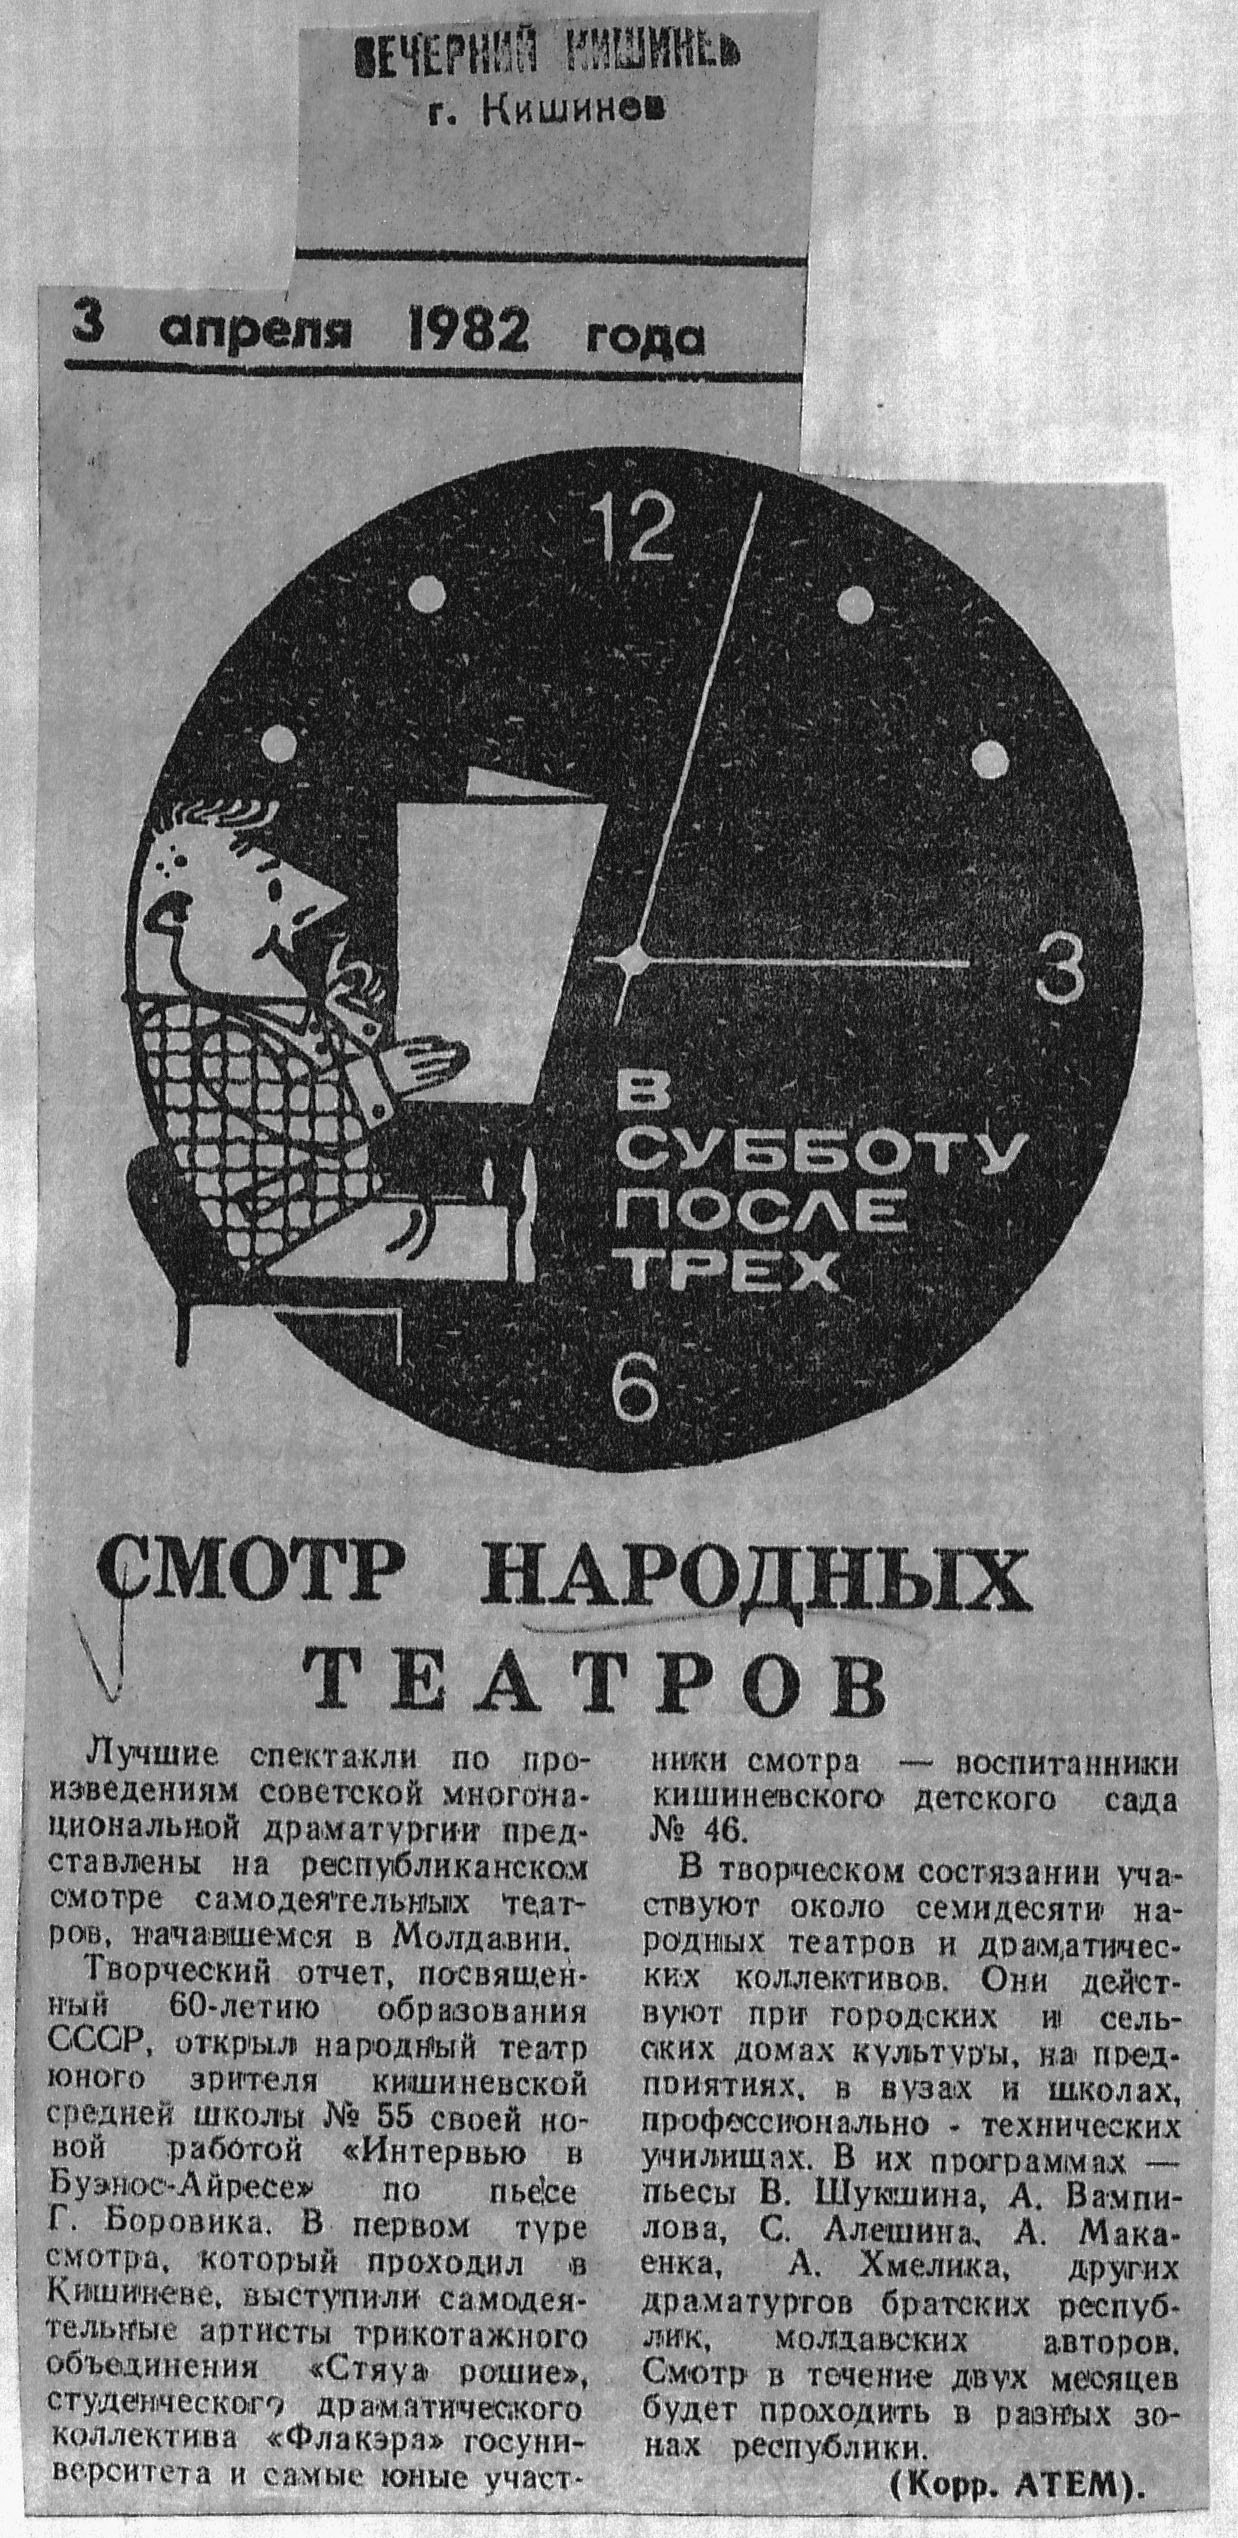 ВЕЧЕРНИЙ КИШИНЕВ
г. Кишинев
3 апреля 1982 года
12
3
В
СУББОТУ
ПОСЛЕ
ТРЕХ
6
СМОТР НАРОДНЫХ
ТЕАТРОВ
Лучшие спектакли по про-
изведениям советской многона-
циональной драматургии пред-
ставлены на республиканском
смотре самодеятельных теат-
ров, начавшемся в Молдавии.
Творческий отчет, посвящен-
ный 60-летию образования
СССР, открыл народный театр
юного зрителя кишиневской
средней школы № 55 своей но-
вой работой «Интервью в
Буэнос-Айресе» по пьесе
Г. Боровика. В первом туре
смотра, который проходил в
Кишиневе, выступили самодея-
тельные артисты трикотажного
объединения «Стяуа рошие»,
студенческого драматического
коллектива «Флакэра» госуни-
верситета и самые юные участ-
ники смотра — воспитанники
кишиневского детского сада
№ 46.
В творческом состязании уча-
ствуют около семидесяти на-
родных театров и драматичес-
ких коллективов. Они дейст-
вуют при городских и сель-
ских домах культуры, на пред-
приятиях, в вузах и школах,
профессионально - технических
училищах. В их программах —
пьесы В. Шукшина, А. Вампи-
лова, С. Алешина, А. Мака-
енка, А. Хмелика, других
драматургов братских респуб-
лик, молдавских авторов.
Смотр в течение двух месяцев
будет проходить в разных зо-
нах республики.
(Корр. АТЕМ).